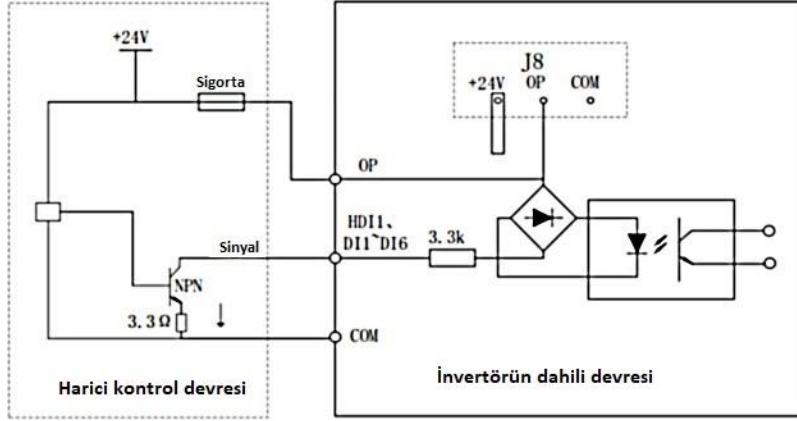 +24V
Sigorta
J8
+24V OP COM
OP
HDI1、
DI1~DI6
3.3k
Sinyal
NPN
3.3Ω
COM
Harici kontrol devresi
İnvertörün dahili devresi